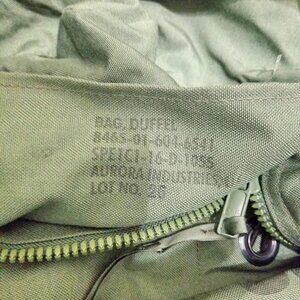 BAG, DUFFEL
8465-01-604-6541
SPE1C1-16-D-1055
AURORA INDUSTRIES,
LOT NO. 26